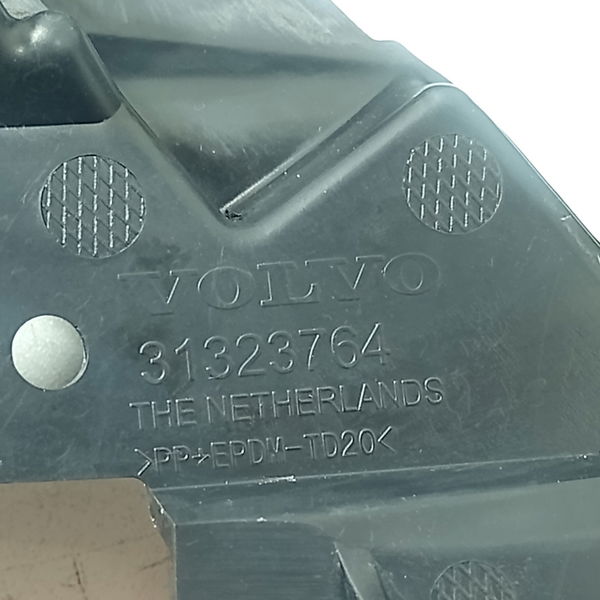 VOLVO
31323764
THE NETHERLANDS
>PP+EPDM-TD20<